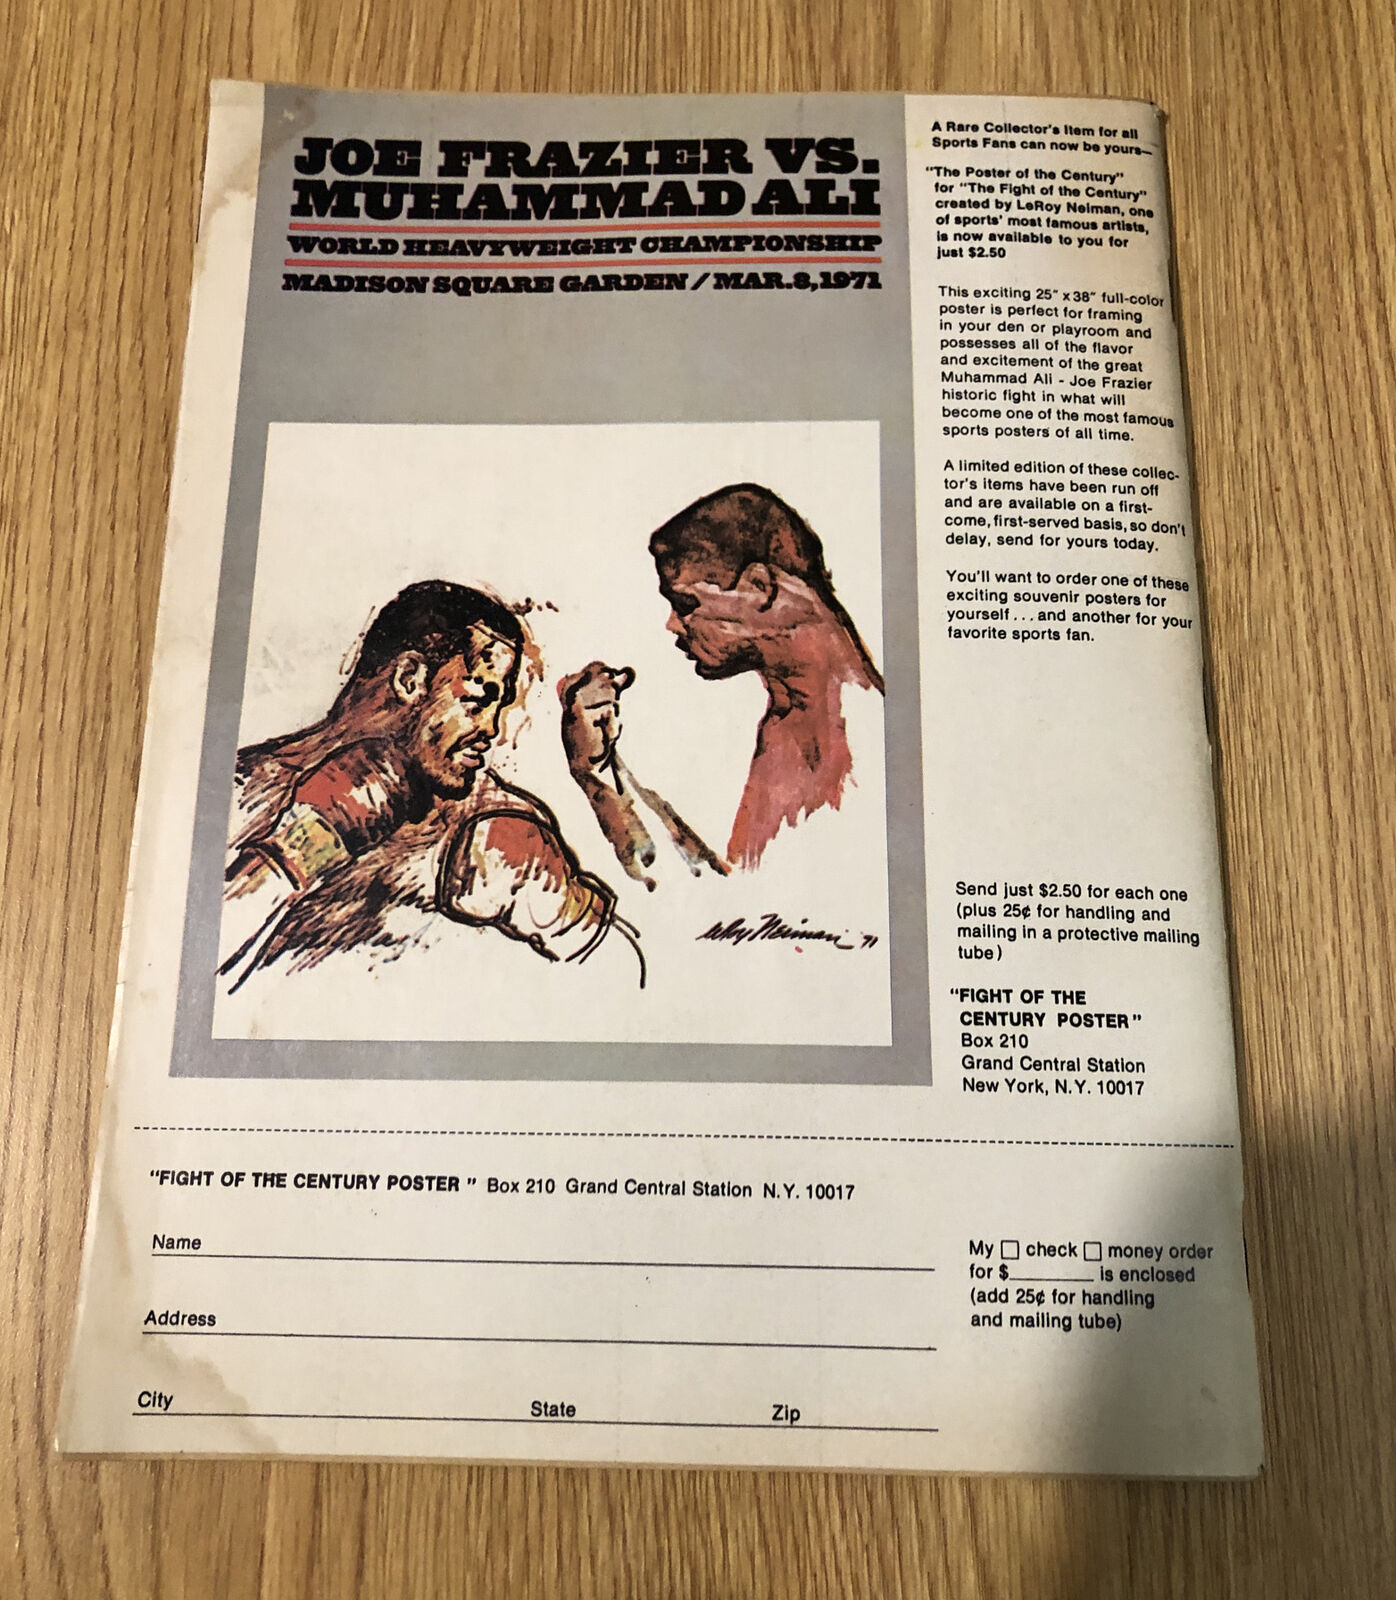 JOE FRAZIER VS.
MUHAMMAD ALI
WORLD HEAVYWEIGHT CHAMPIONSHIP
MADISON SQUARE GARDEN / MAR.8,1971
LeRoy Neiman '71
A Rare Collector's Item for all
Sports Fans can now be yours—
"The Poster of the Century"
for "The Fight of the Century"
created by LeRoy Neiman, one
of sports' most famous artists,
is now available to you for
just $2.50
This exciting 25" x 38" full-color
poster is perfect for framing
in your den or playroom and
possesses all of the flavor
and excitement of the great
Muhammad Ali - Joe Frazier
historic fight in what will
become one of the most famous
sports posters of all time.
A limited edition of these collec-
tor's items have been run off
and are available on a first-
come, first-served basis, so don't
delay, send for yours today.
You'll want to order one of these
exciting souvenir posters for
yourself . . . and another for your
favorite sports fan.
Send just $2.50 for each one
(plus 25¢ for handling and
mailing in a protective mailing
tube)
"FIGHT OF THE
CENTURY POSTER"
Box 210
Grand Central Station
New York, N.Y. 10017
"FIGHT OF THE CENTURY POSTER " Box 210 Grand Central Station N.Y. 10017
Name
Address
City State Zip
My ☐ check ☐ money order
for $________ is enclosed
(add 25¢ for handling
and mailing tube)